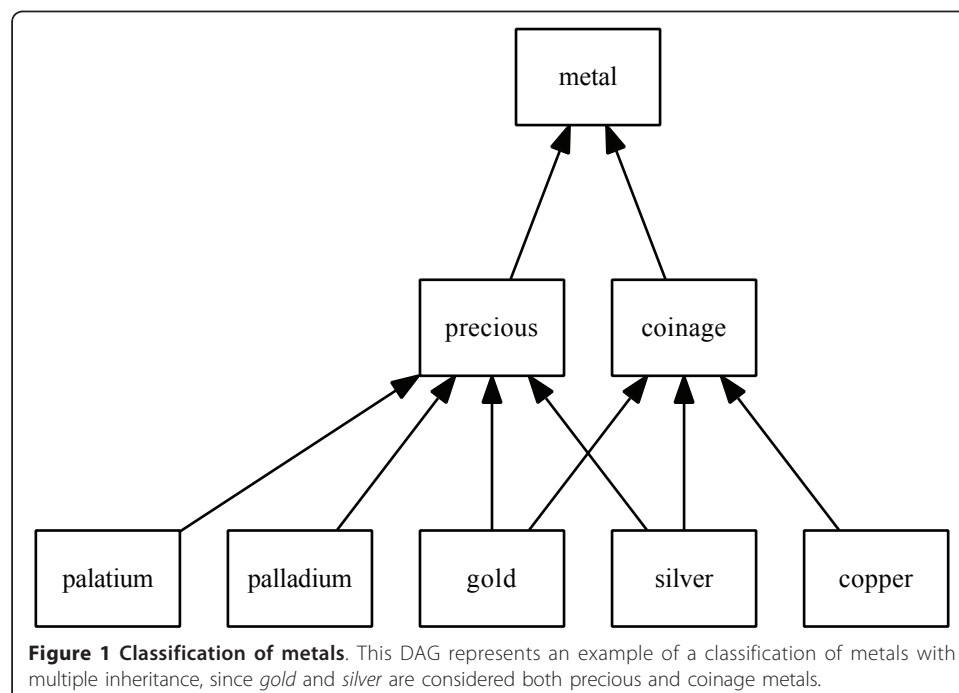 metal
precious
coinage
palatium
palladium
gold
silver
copper
Figure 1 Classification of metals. This DAG represents an example of a classification of metals with
multiple inheritance, since gold and silver are considered both precious and coinage metals.